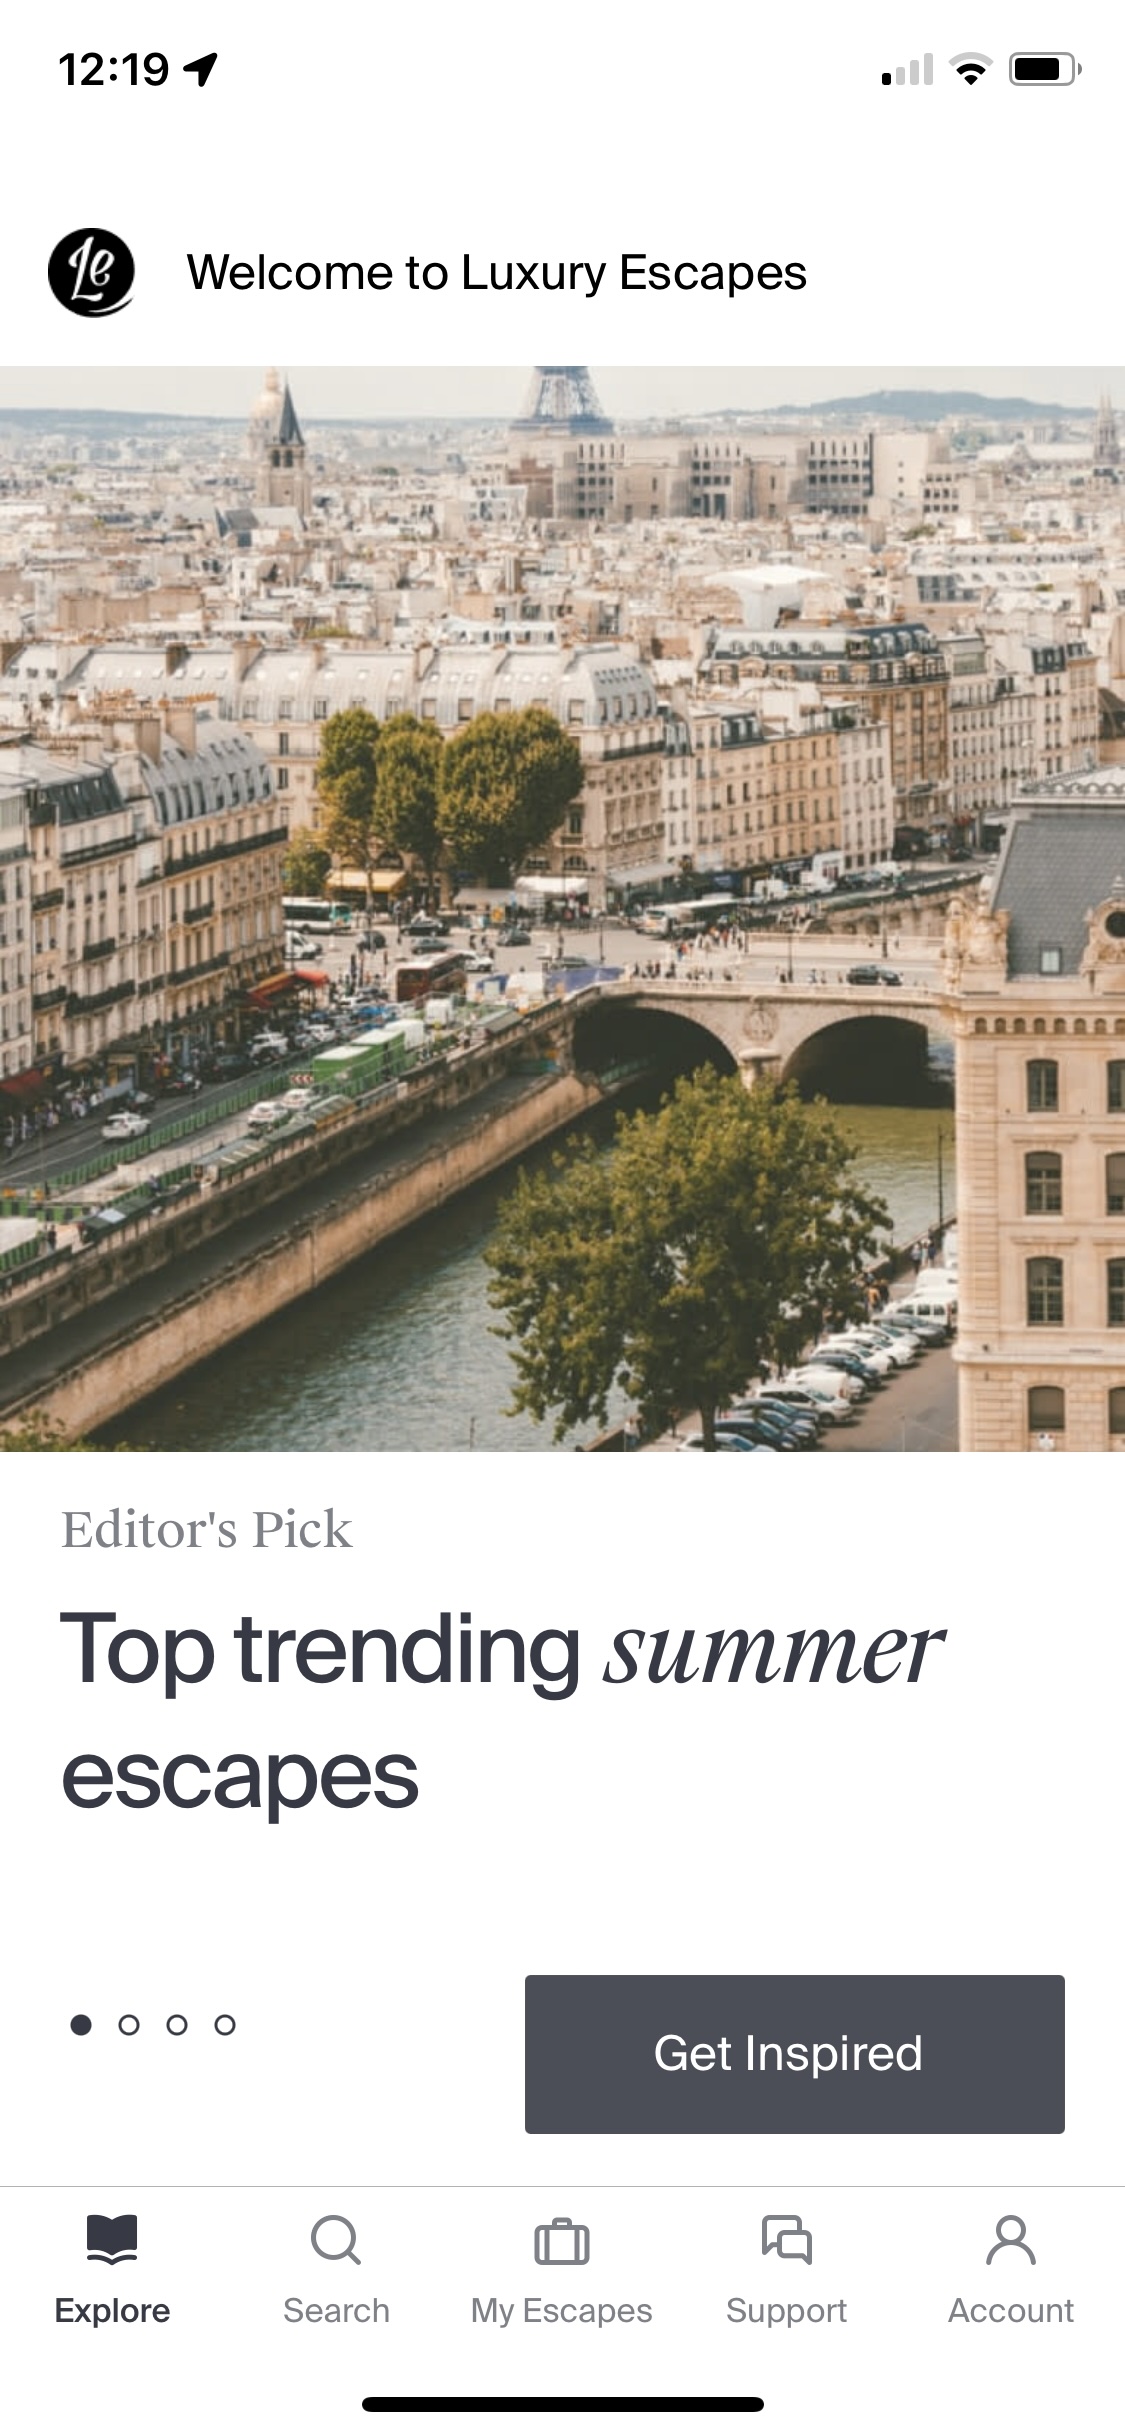 12:19
Le
Welcome to Luxury Escapes
Editor's Pick
Top trending summer
escapes
Get Inspired
Explore
Search
My Escapes
Support
Account